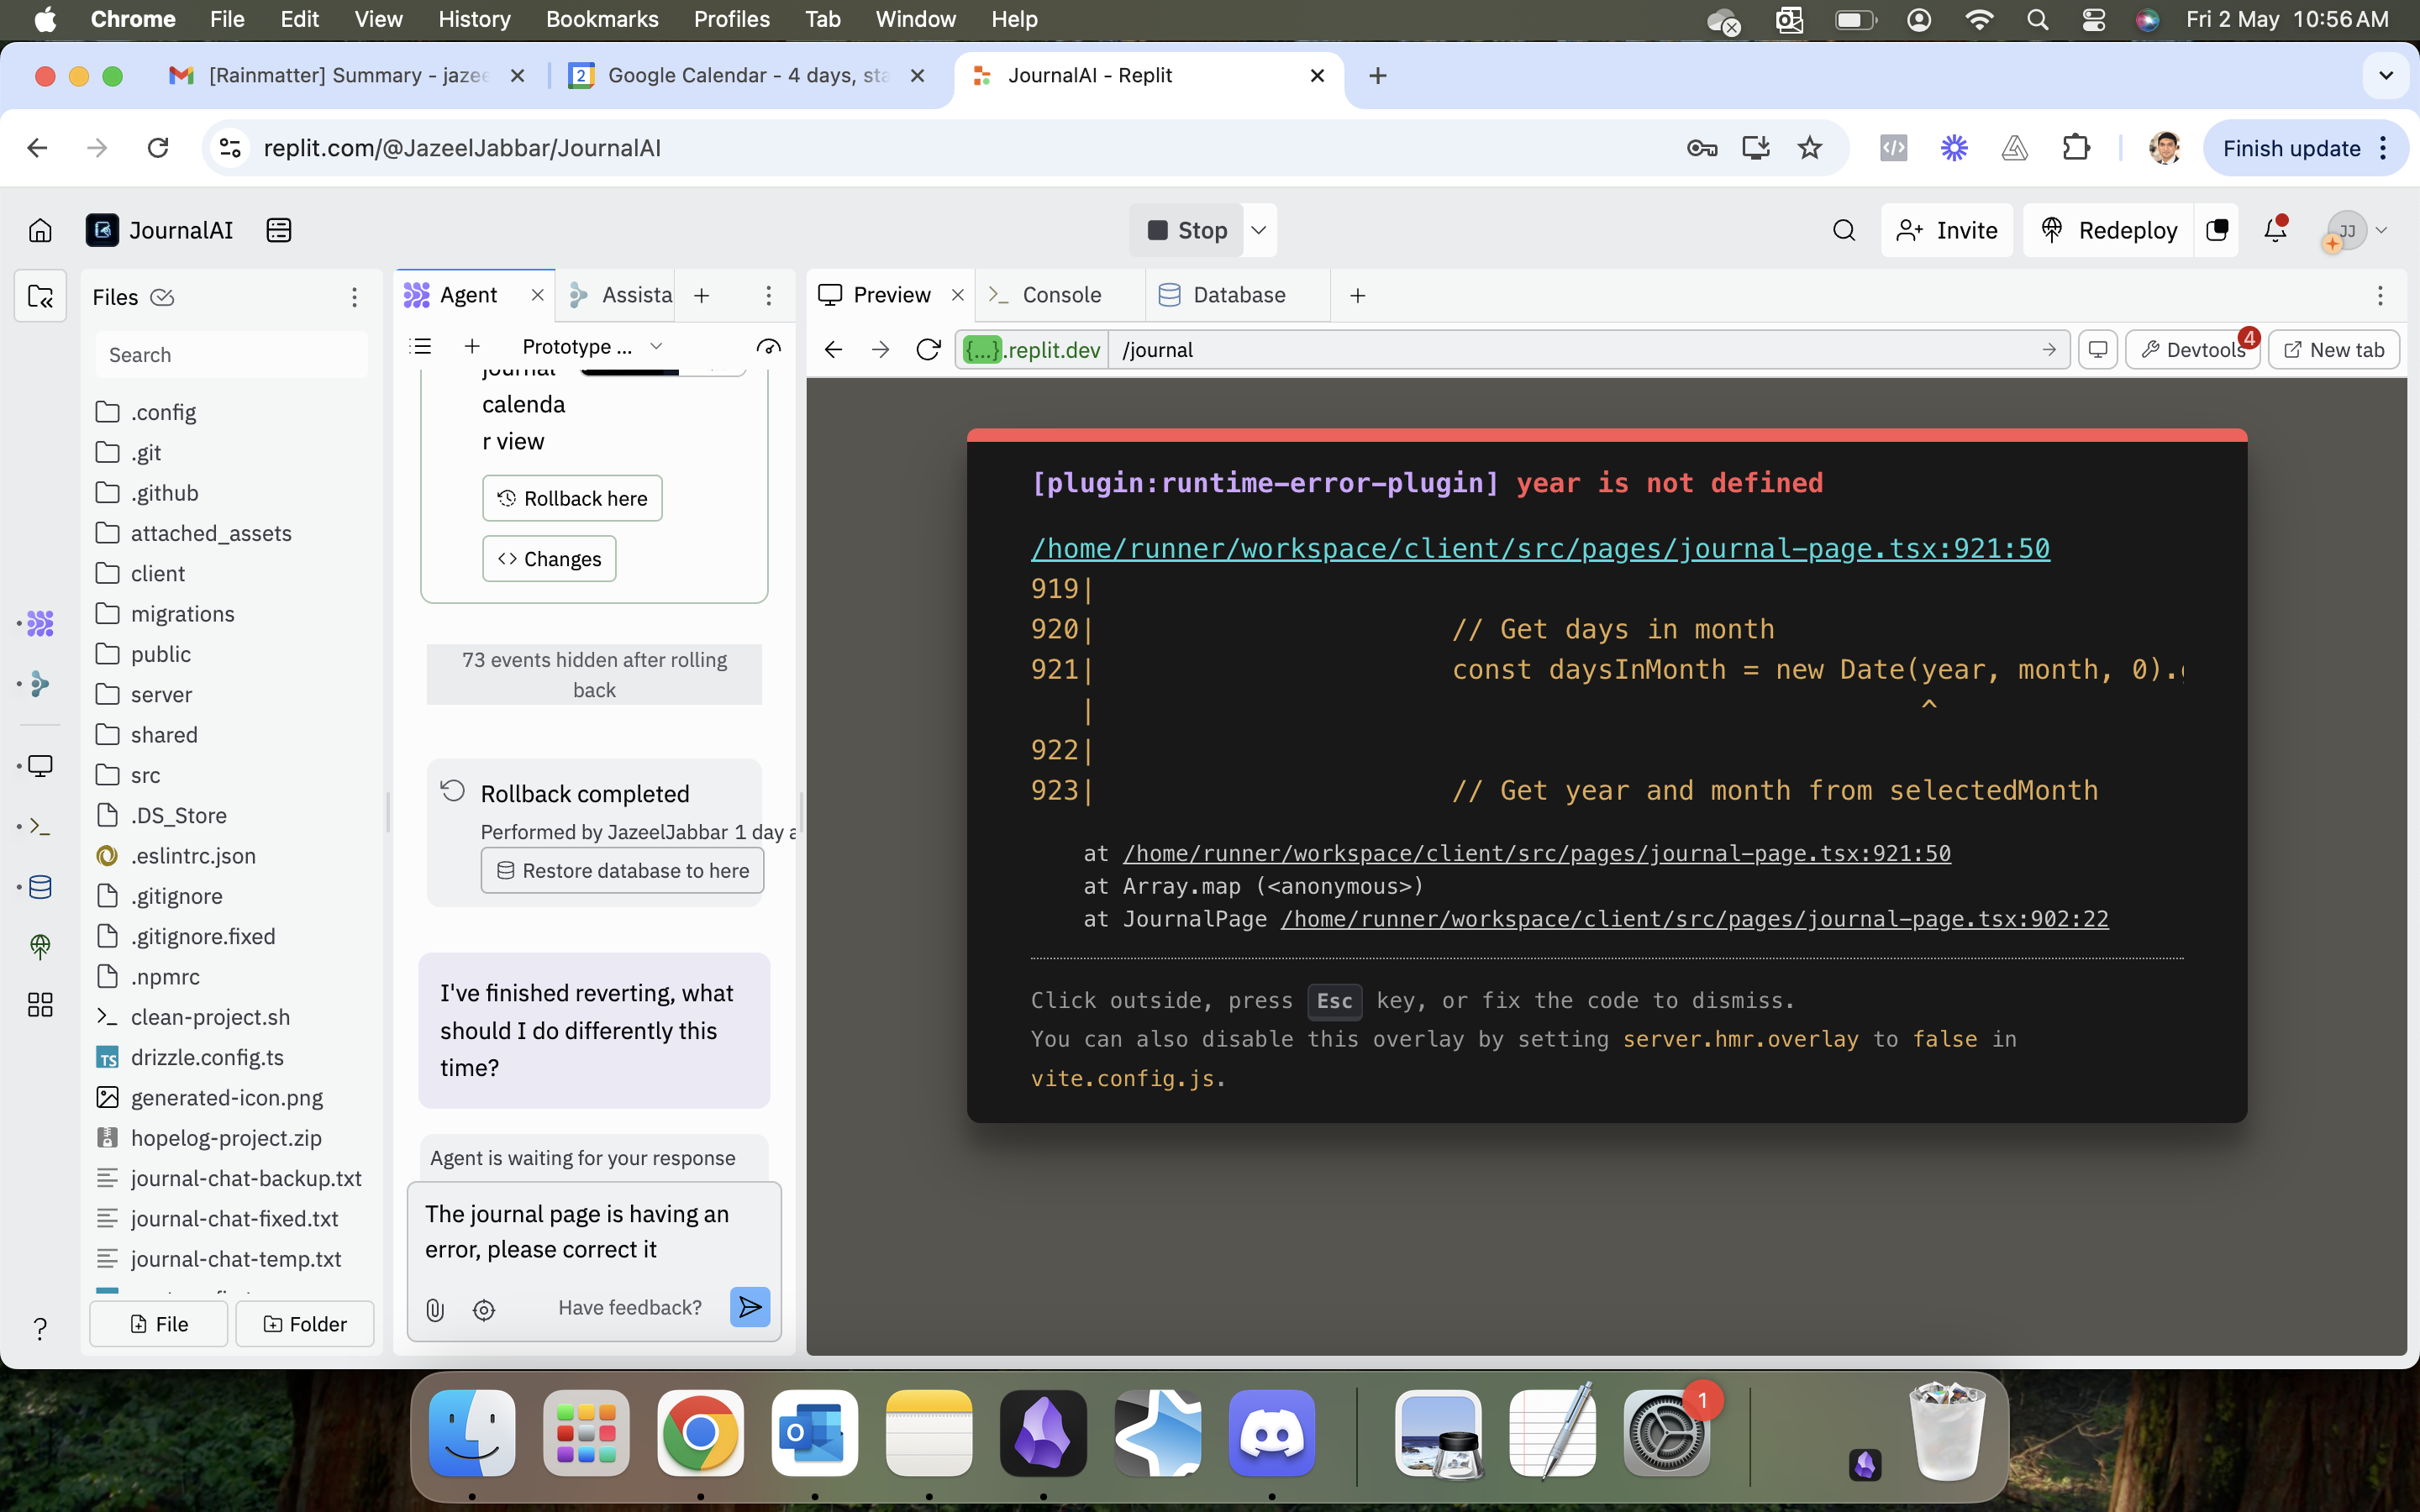 Chrome File Edit View History Bookmarks Profiles Tab Window Help Fri 2 May 10:56 AM
[Rainmatter] Summary - jazee
2 Google Calendar - 4 days, sta
JournalAI - Replit
replit.com/@JazeelJabbar/JournalAI
Finish update
JournalAI
Stop
Invite
Redeploy
JJ
Files
Search
.config
.git
.github
attached_assets
client
migrations
public
server
shared
src
.DS_Store
.eslintrc.json
.gitignore
.gitignore.fixed
.npmrc
clean-project.sh
TS drizzle.config.ts
generated-icon.png
hopelog-project.zip
journal-chat-backup.txt
journal-chat-fixed.txt
journal-chat-temp.txt
File
Folder
?
Agent
Assista
Prototype ...
journal
calenda
r view
Rollback here
Changes
73 events hidden after rolling
back
Rollback completed
Performed by JazeelJabbar 1 day a
Restore database to here
I've finished reverting, what
should I do differently this
time?
Agent is waiting for your response
The journal page is having an
error, please correct it
Have feedback?
Preview
Console
Database
{...}.replit.dev
/journal
Devtools
4
New tab
[plugin:runtime-error-plugin] year is not defined
/home/runner/workspace/client/src/pages/journal-page.tsx:921:50
919|
920| // Get days in month
921| const daysInMonth = new Date(year, month, 0).
| ^
922|
923| // Get year and month from selectedMonth
at /home/runner/workspace/client/src/pages/journal-page.tsx:921:50
at Array.map (<anonymous>)
at JournalPage /home/runner/workspace/client/src/pages/journal-page.tsx:902:22
Click outside, press Esc key, or fix the code to dismiss.
You can also disable this overlay by setting server.hmr.overlay to false in
vite.config.js.
1